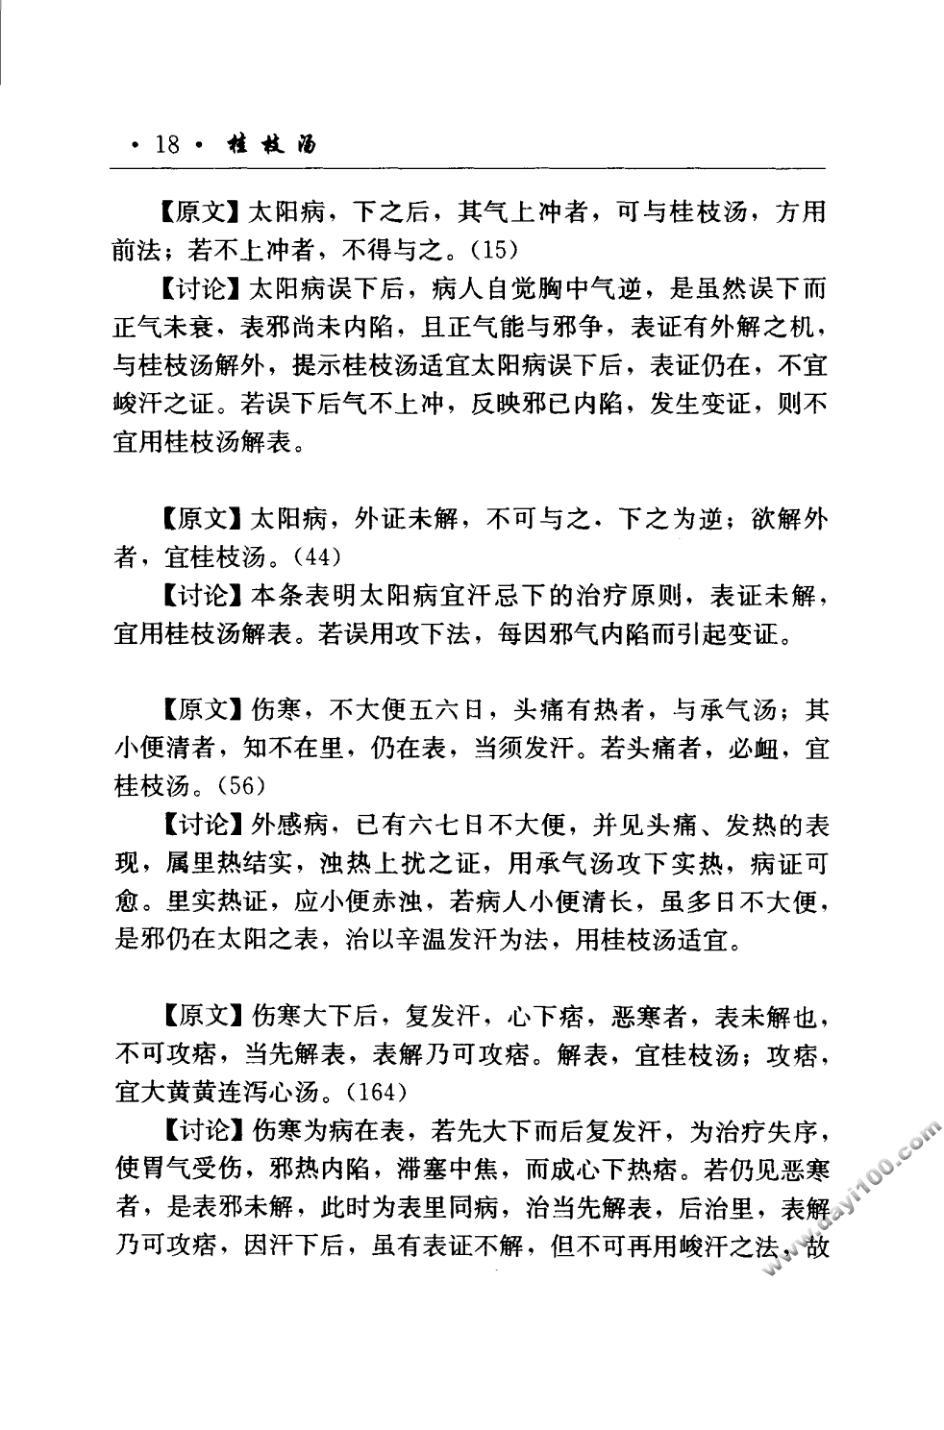 ·18· 桂枝汤
【原文】太阳病，下之后，其气上冲者，可与桂枝汤，方用
前法；若不上冲者，不得与之。(15)
【讨论】太阳病误下后，病人自觉胸中气逆，是虽然误下而
正气未衰，表邪尚未内陷，且正气能与邪争，表证有外解之机，
与桂枝汤解外，提示桂枝汤适宜太阳病误下后，表证仍在，不宜
峻汗之证。若误下后气不上冲，反映邪已内陷，发生变证，则不
宜用桂枝汤解表。
【原文】太阳病，外证未解，不可与之．下之为逆；欲解外
者，宜桂枝汤。(44)
【讨论】本条表明太阳病宜汗忌下的治疗原则，表证未解，
宜用桂枝汤解表。若误用攻下法，每因邪气内陷而引起变证。
【原文】伤寒，不大便五六日，头痛有热者，与承气汤；其
小便清者，知不在里，仍在表，当须发汗。若头痛者，必衄，宜
桂枝汤。(56)
【讨论】外感病，已有六七日不大便，并见头痛、发热的表
现，属里热结实，浊热上扰之证，用承气汤攻下实热，病证可
愈。里实热证，应小便赤浊，若病人小便清长，虽多日不大便，
是邪仍在太阳之表，治以辛温发汗为法，用桂枝汤适宜。
【原文】伤寒大下后，复发汗，心下痞，恶寒者，表未解也，
不可攻痞，当先解表，表解乃可攻痞。解表，宜桂枝汤；攻痞，
宜大黄黄连泻心汤。(164)
【讨论】伤寒为病在表，若先大下而后复发汗，为治疗失序，
使胃气受伤，邪热内陷，滞塞中焦，而成心下热痞。若仍见恶寒
者，是表邪未解，此时为表里同病，治当先解表，后治里，表解
乃可攻痞，因汗下后，虽有表证不解，但不可再用峻汗之法，故
www.dayi100.com